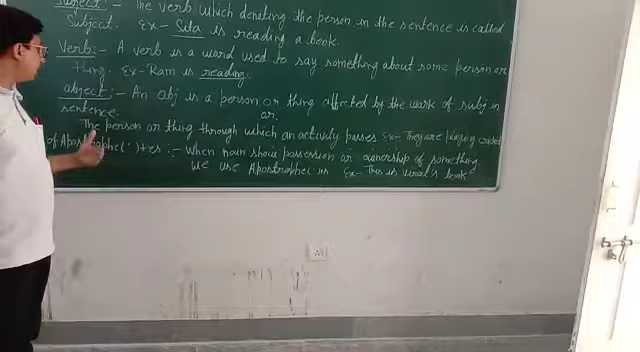 Subject:- The verb which denoting the person in the sentence is called
Subject. Ex- Sita is reading a book.
Verb:- A verb is a word used to say something about some person or
thing. Ex- Ram is reading.
Object:- An obj is a person or thing affected by the work of subj in
sentence.
or
The person or thing through which an activity passes Ex- They are playing cricket
of Apostrophe(') + es :- When noun show possession or ownership of something
we use Apostrophe(') Ex- This is Viraj's book